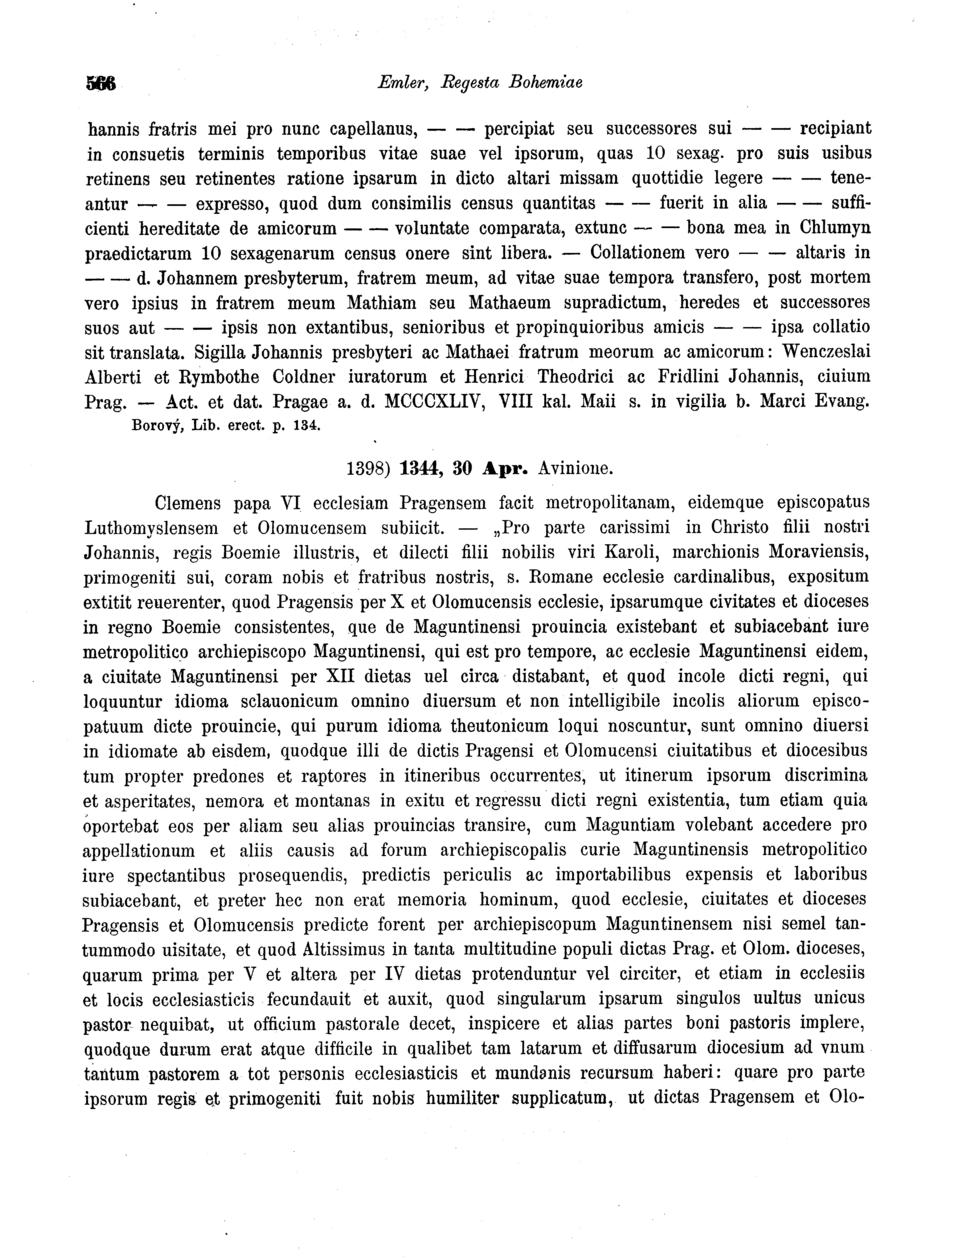 566 Emler, Regesta Bohemiae
hannis fratris mei pro nunc capellanus, — — percipiat seu successores sui — — recipiant
in consuetis terminis temporibus vitae suae vel ipsorum, quas 10 sexag. pro suis usibus
retinens seu retinentes ratione ipsarum in dicto altari missam quottidie legere — — tene-
antur — — expresso, quod dum consimilis census quantitas — — fuerit in alia — — suffi-
cienti hereditate de amicorum — — voluntate comparata, extunc — — bona mea in Chlumyn
praedictarum 10 sexagenarum census onere sint libera. — Collationem vero — — altaris in
— — d. Johannem presbyterum, fratrem meum, ad vitae suae tempora transfero, post mortem
vero ipsius in fratrem meum Mathiam seu Mathaeum supradictum, heredes et successores
suos aut — — ipsis non extantibus, senioribus et propinquioribus amicis — — ipsa collatio
sit translata. Sigilla Johannis presbyteri ac Mathaei fratrum meorum ac amicorum: Wenczeslai
Alberti et Rymbothe Coldner iuratorum et Henrici Theodrici ac Fridlini Johannis, ciuium
Prag. — Act. et dat. Pragae a. d. MCCCXLIV, VIII kal. Maii s. in vigilia b. Marci Evang.
Borový, Lib. erect. p. 134.
1398) 1344, 30 Apr. Avinione.
Clemens papa VI ecclesiam Pragensem facit metropolitanam, eidemque episcopatus
Luthomyslensem et Olomucensem subiicit. — „Pro parte carissimi in Christo filii nostri
Johannis, regis Boemie illustris, et dilecti filii nobilis viri Karoli, marchionis Moraviensis,
primogeniti sui, coram nobis et fratribus nostris, s. Romane ecclesie cardinalibus, expositum
extitit reuerenter, quod Pragensis per X et Olomucensis ecclesie, ipsarumque civitates et dioceses
in regno Boemie consistentes, que de Maguntinensi prouincia existebant et subiacebant iure
metropolitico archiepiscopo Maguntinensi, qui est pro tempore, ac ecclesie Maguntinensi eidem,
a ciuitate Maguntinensi per XII dietas uel circa distabant, et quod incole dicti regni, qui
loquuntur idioma sclauonicum omnino diuersum et non intelligibile incolis aliorum episco-
patuum dicte prouincie, qui purum idioma theutonicum loqui noscuntur, sunt omnino diuersi
in idiomate ab eisdem, quodque illi de dictis Pragensi et Olomucensi ciuitatibus et diocesibus
tum propter predones et raptores in itineribus occurrentes, ut itinerum ipsorum discrimina
et asperitates, nemora et montanas in exitu et regressu dicti regni existentia, tum etiam quia
oportebat eos per aliam seu alias prouincias transire, cum Maguntiam volebant accedere pro
appellationum et aliis causis ad forum archiepiscopalis curie Maguntinensis metropolitico
iure spectantibus prosequendis, predictis periculis ac importabilibus expensis et laboribus
subiacebant, et preter hec non erat memoria hominum, quod ecclesie, ciuitates et dioceses
Pragensis et Olomucensis predicte forent per archiepiscopum Maguntinensem nisi semel tan-
tummodo uisitate, et quod Altissimus in tanta multitudine populi dictas Prag. et Olom. dioceses,
quarum prima per V et altera per IV dietas protenduntur vel circiter, et etiam in ecclesiis
et locis ecclesiasticis fecundauit et auxit, quod singularum ipsarum singulos uultus unicus
pastor nequibat, ut officium pastorale decet, inspicere et alias partes boni pastoris implere,
quodque durum erat atque difficile in qualibet tam latarum et diffusarum diocesium ad vnum
tantum pastorem a tot personis ecclesiasticis et mundanis recursum haberi: quare pro parte
ipsorum regis et primogeniti fuit nobis humiliter supplicatum, ut dictas Pragensem et Olo-